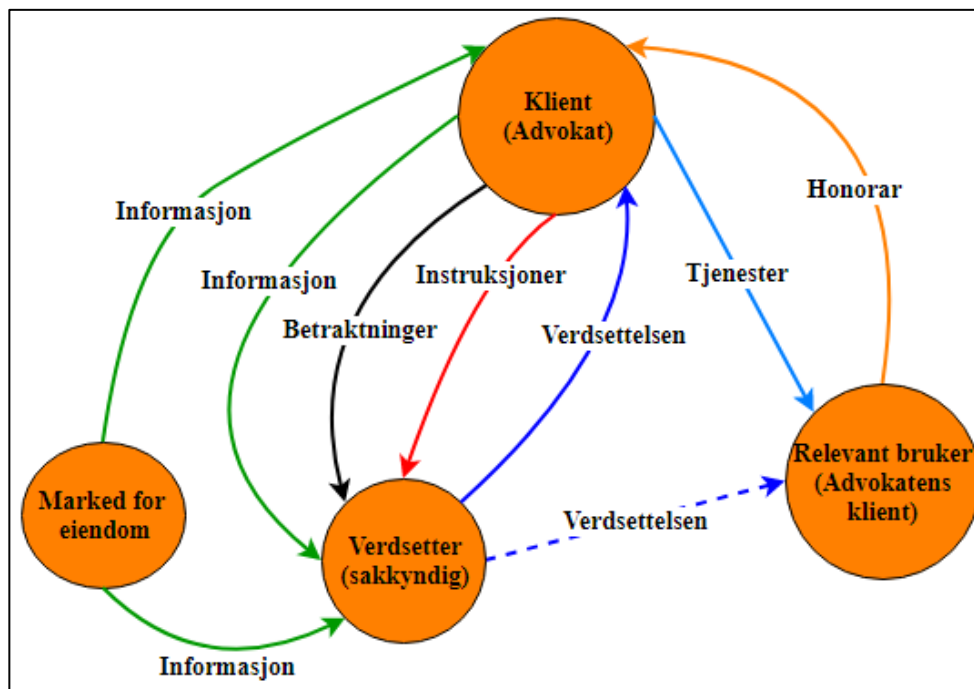 Klient
(Advokat)
Honorar
Informasjon
Informasjon
Instruksjoner
Tjenester
Betraktninger
Verdsettelsen
Relevant bruker
(Advokatens
klient)
Marked for
eiendom
Verdsettelsen
Verdsetter
(sakkyndig)
Informasjon